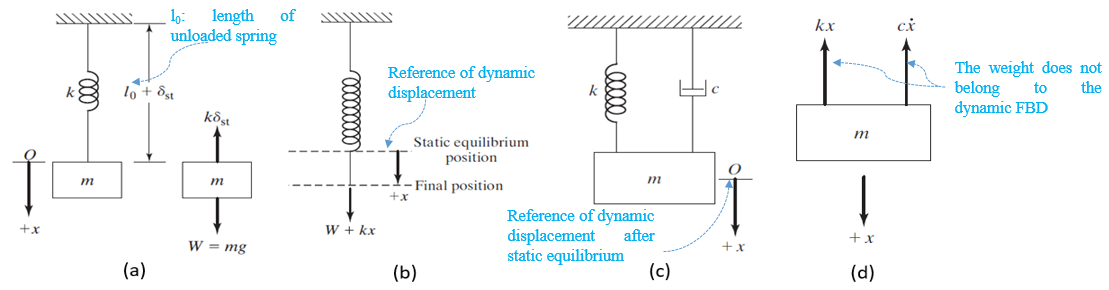 l₀: length of
unloaded spring
k
l₀ + δst
kδst
O
m
m
+x
W = mg
(a)
Reference of dynamic
displacement
Static equilibrium
position
Final position
+x
W + kx
(b)
k
c
m
O
Reference of dynamic
displacement after
static equilibrium
+x
(c)
kx
cẋ
The weight does not
belong to the
dynamic FBD
m
+x
(d)